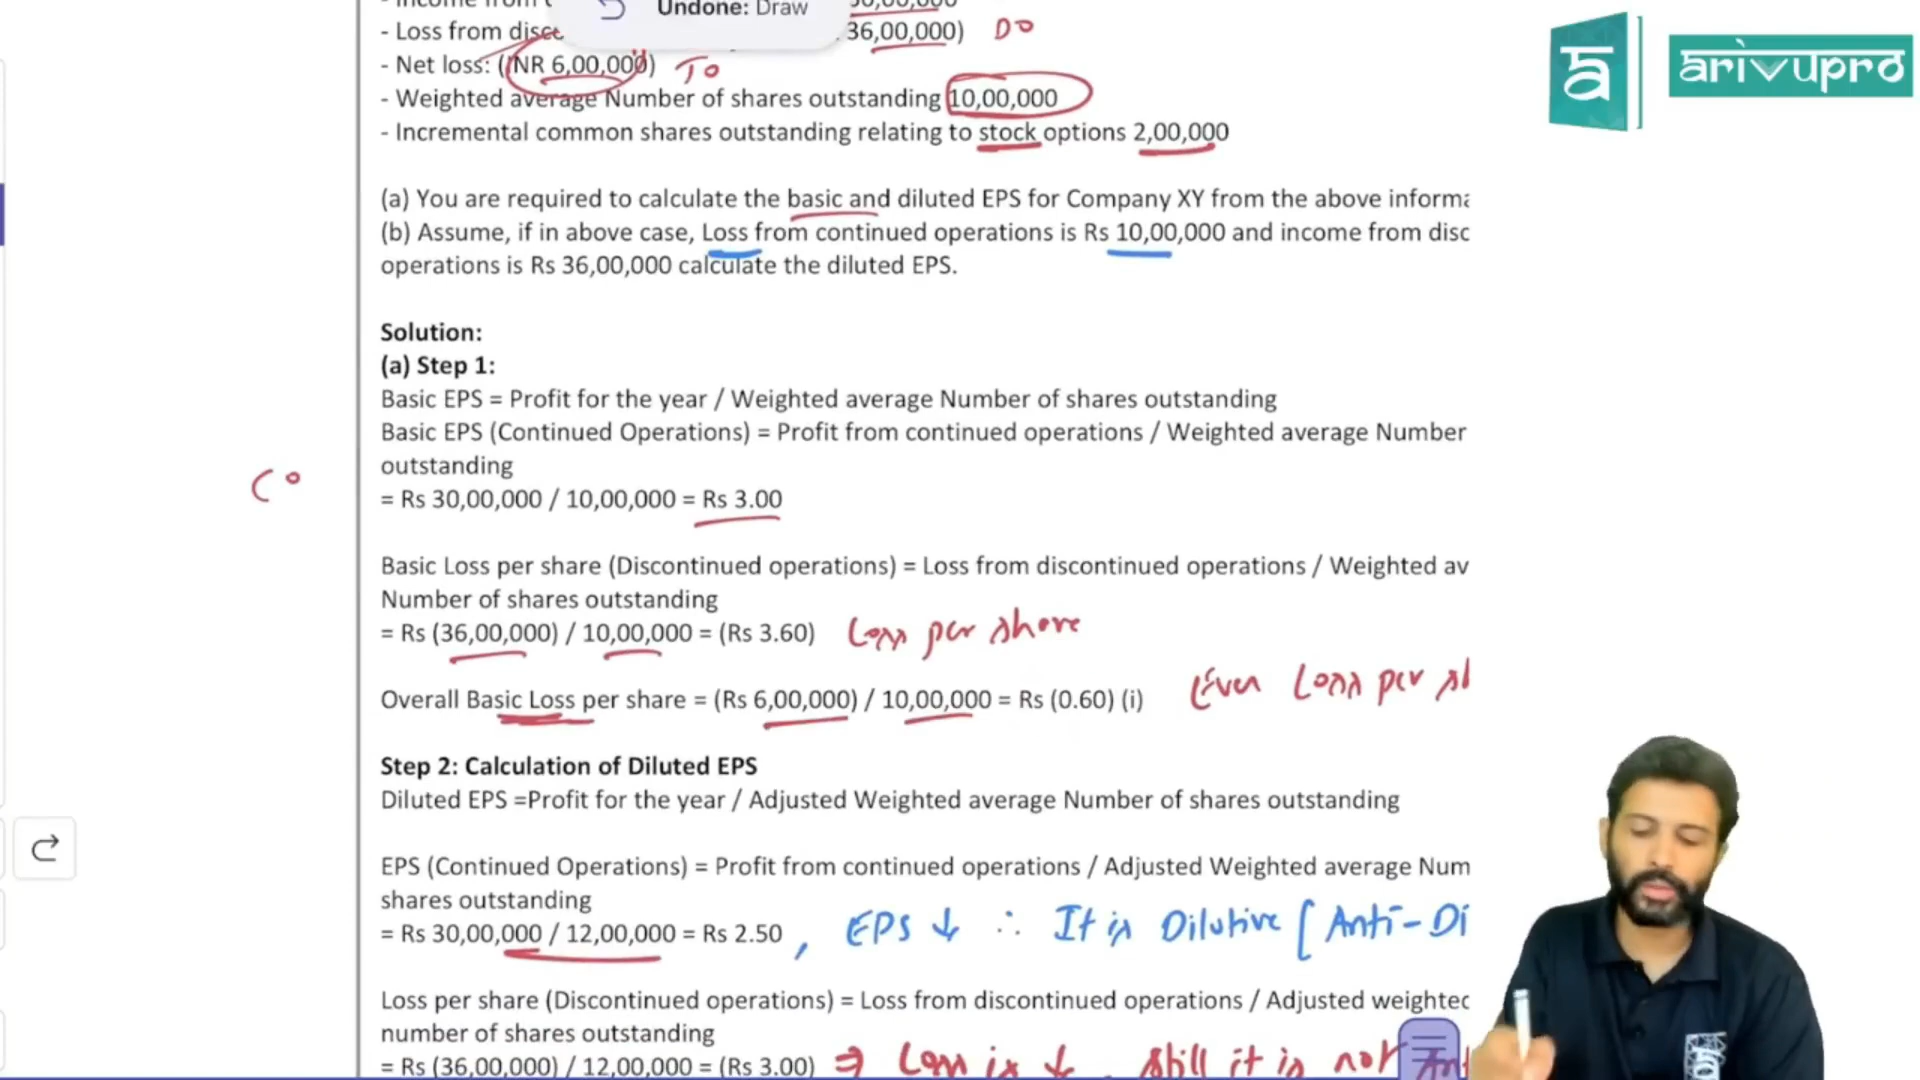 Undone: Draw
- Loss from disc 36,00,000) DO
- Net loss: (INR 6,00,000) TO
- Weighted average Number of shares outstanding 10,00,000
- Incremental common shares outstanding relating to stock options 2,00,000
(a) You are required to calculate the basic and diluted EPS for Company XY from the above informa
(b) Assume, if in above case, Loss from continued operations is Rs 10,00,000 and income from disc
operations is Rs 36,00,000 calculate the diluted EPS.
Solution:
(a) Step 1:
Basic EPS = Profit for the year / Weighted average Number of shares outstanding
Basic EPS (Continued Operations) = Profit from continued operations / Weighted average Number
outstanding
CO
= Rs 30,00,000 / 10,00,000 = Rs 3.00
Basic Loss per share (Discontinued operations) = Loss from discontinued operations / Weighted av
Number of shares outstanding
= Rs (36,00,000) / 10,00,000 = (Rs 3.60) Loss per share
Overall Basic Loss per share = (Rs 6,00,000) / 10,00,000 = Rs (0.60) (i) Loss per sh
Step 2: Calculation of Diluted EPS
Diluted EPS =Profit for the year / Adjusted Weighted average Number of shares outstanding
EPS (Continued Operations) = Profit from continued operations / Adjusted Weighted average Num
shares outstanding
= Rs 30,00,000 / 12,00,000 = Rs 2.50 , EPS ↓ ∴ It is Dilutive [Anti-Di
Loss per share (Discontinued operations) = Loss from discontinued operations / Adjusted weighted
number of shares outstanding
= Rs (36,00,000) / 12,00,000 = (Rs 3.00) ⇒ Loss is ↓, still it is not Ant
arivupro